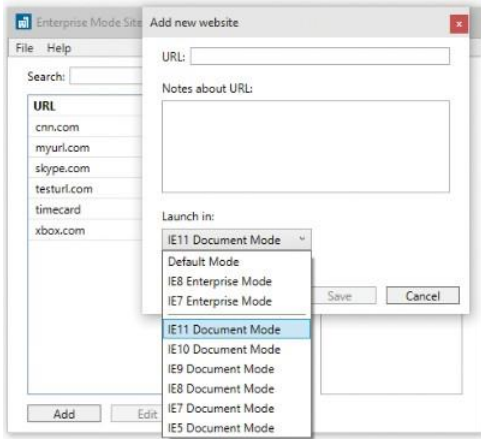 Enterprise Mode Site
File Help
Search:
URL
cnn.com
myurl.com
skype.com
testurl.com
timecard
xbox.com
Add Edit
Add new website
x
URL:
Notes about URL:
Launch in:
IE11 Document Mode
Default Mode
IE8 Enterprise Mode
IE7 Enterprise Mode
IE11 Document Mode
IE10 Document Mode
IE9 Document Mode
IE8 Document Mode
IE7 Document Mode
IE5 Document Mode
Save Cancel